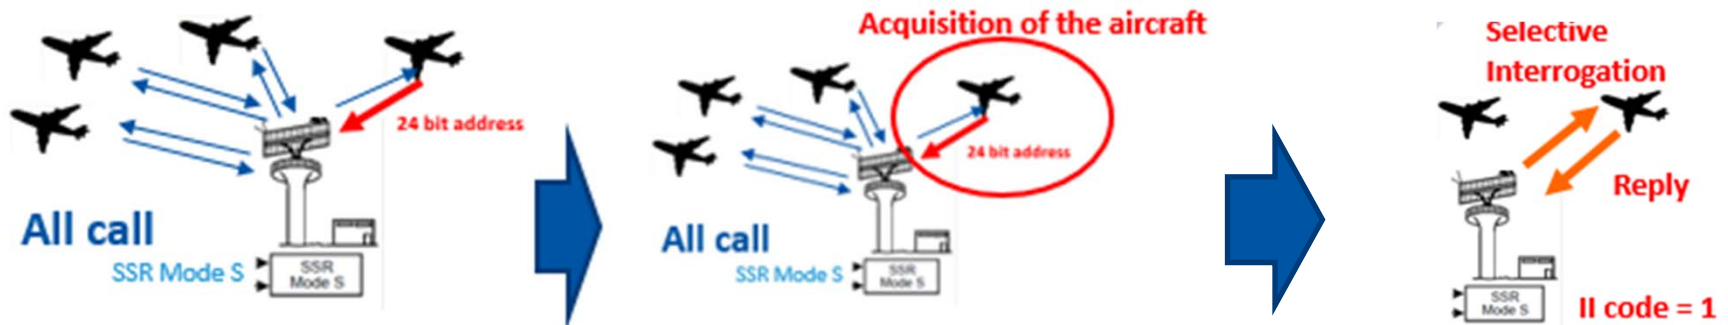 24 bit address
All call
SSR Mode S
SSR
Mode S
Acquisition of the aircraft
24 bit address
All call
SSR Mode S
SSR
Mode S
Selective
Interrogation
Reply
SSR
Mode S
II code = 1